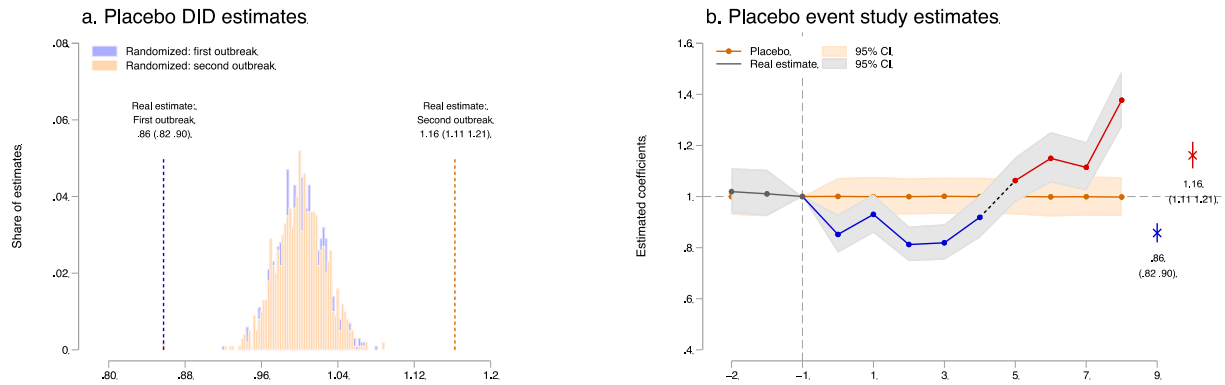 a. Placebo DID estimates.
.08.
.06.
.04.
.02.
0.
Share of estimates.
Randomized: first outbreak.
Randomized: second outbreak.
Real estimate:.
First outbreak.
.86 (.82 .90).
Real estimate:.
Second outbreak.
1.16 (1.11 1.21).
.80.
.88.
.96.
1.04.
1.12.
1.2.
b. Placebo event study estimates.
1.6.
1.4.
1.2.
1.
.8.
.6.
.4.
Estimated coefficients.
Placebo. 95% CI.
Real estimate. 95% CI.
1.16.
(1.11 1.21).
.86.
(.82 .90).
−2.
−1.
1.
3.
5.
7.
9.